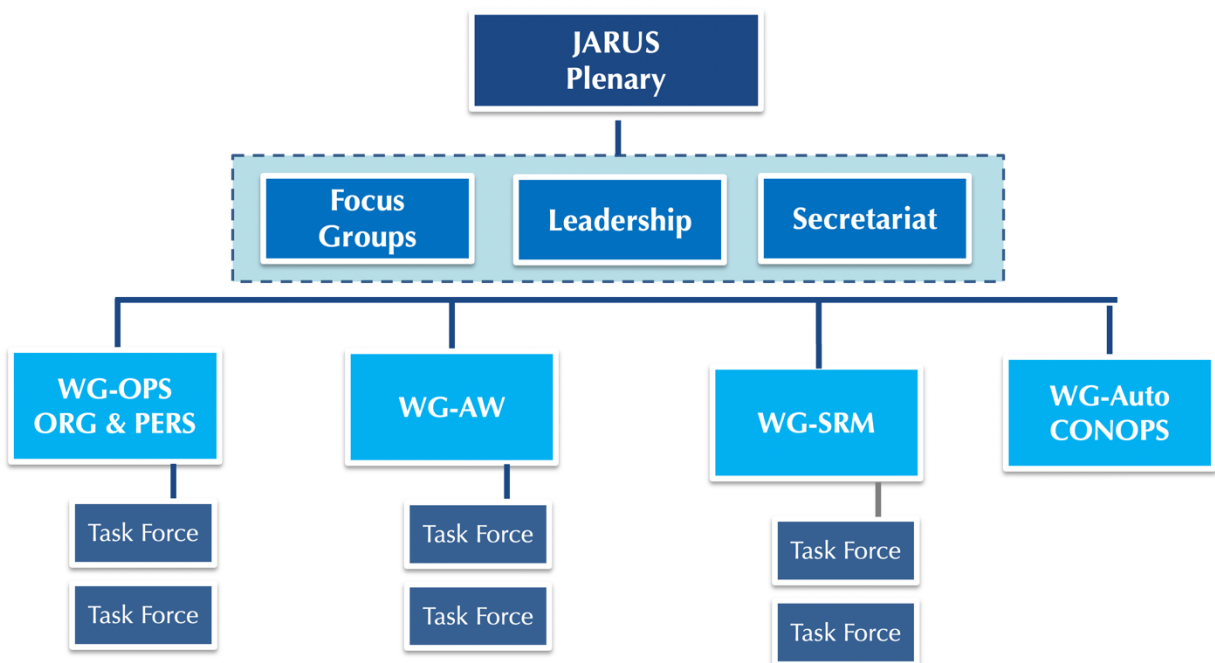 JARUS
Plenary
Focus
Groups
Leadership
Secretariat
WG-OPS
ORG & PERS
WG-AW
WG-SRM
WG-Auto
CONOPS
Task Force
Task Force
Task Force
Task Force
Task Force
Task Force